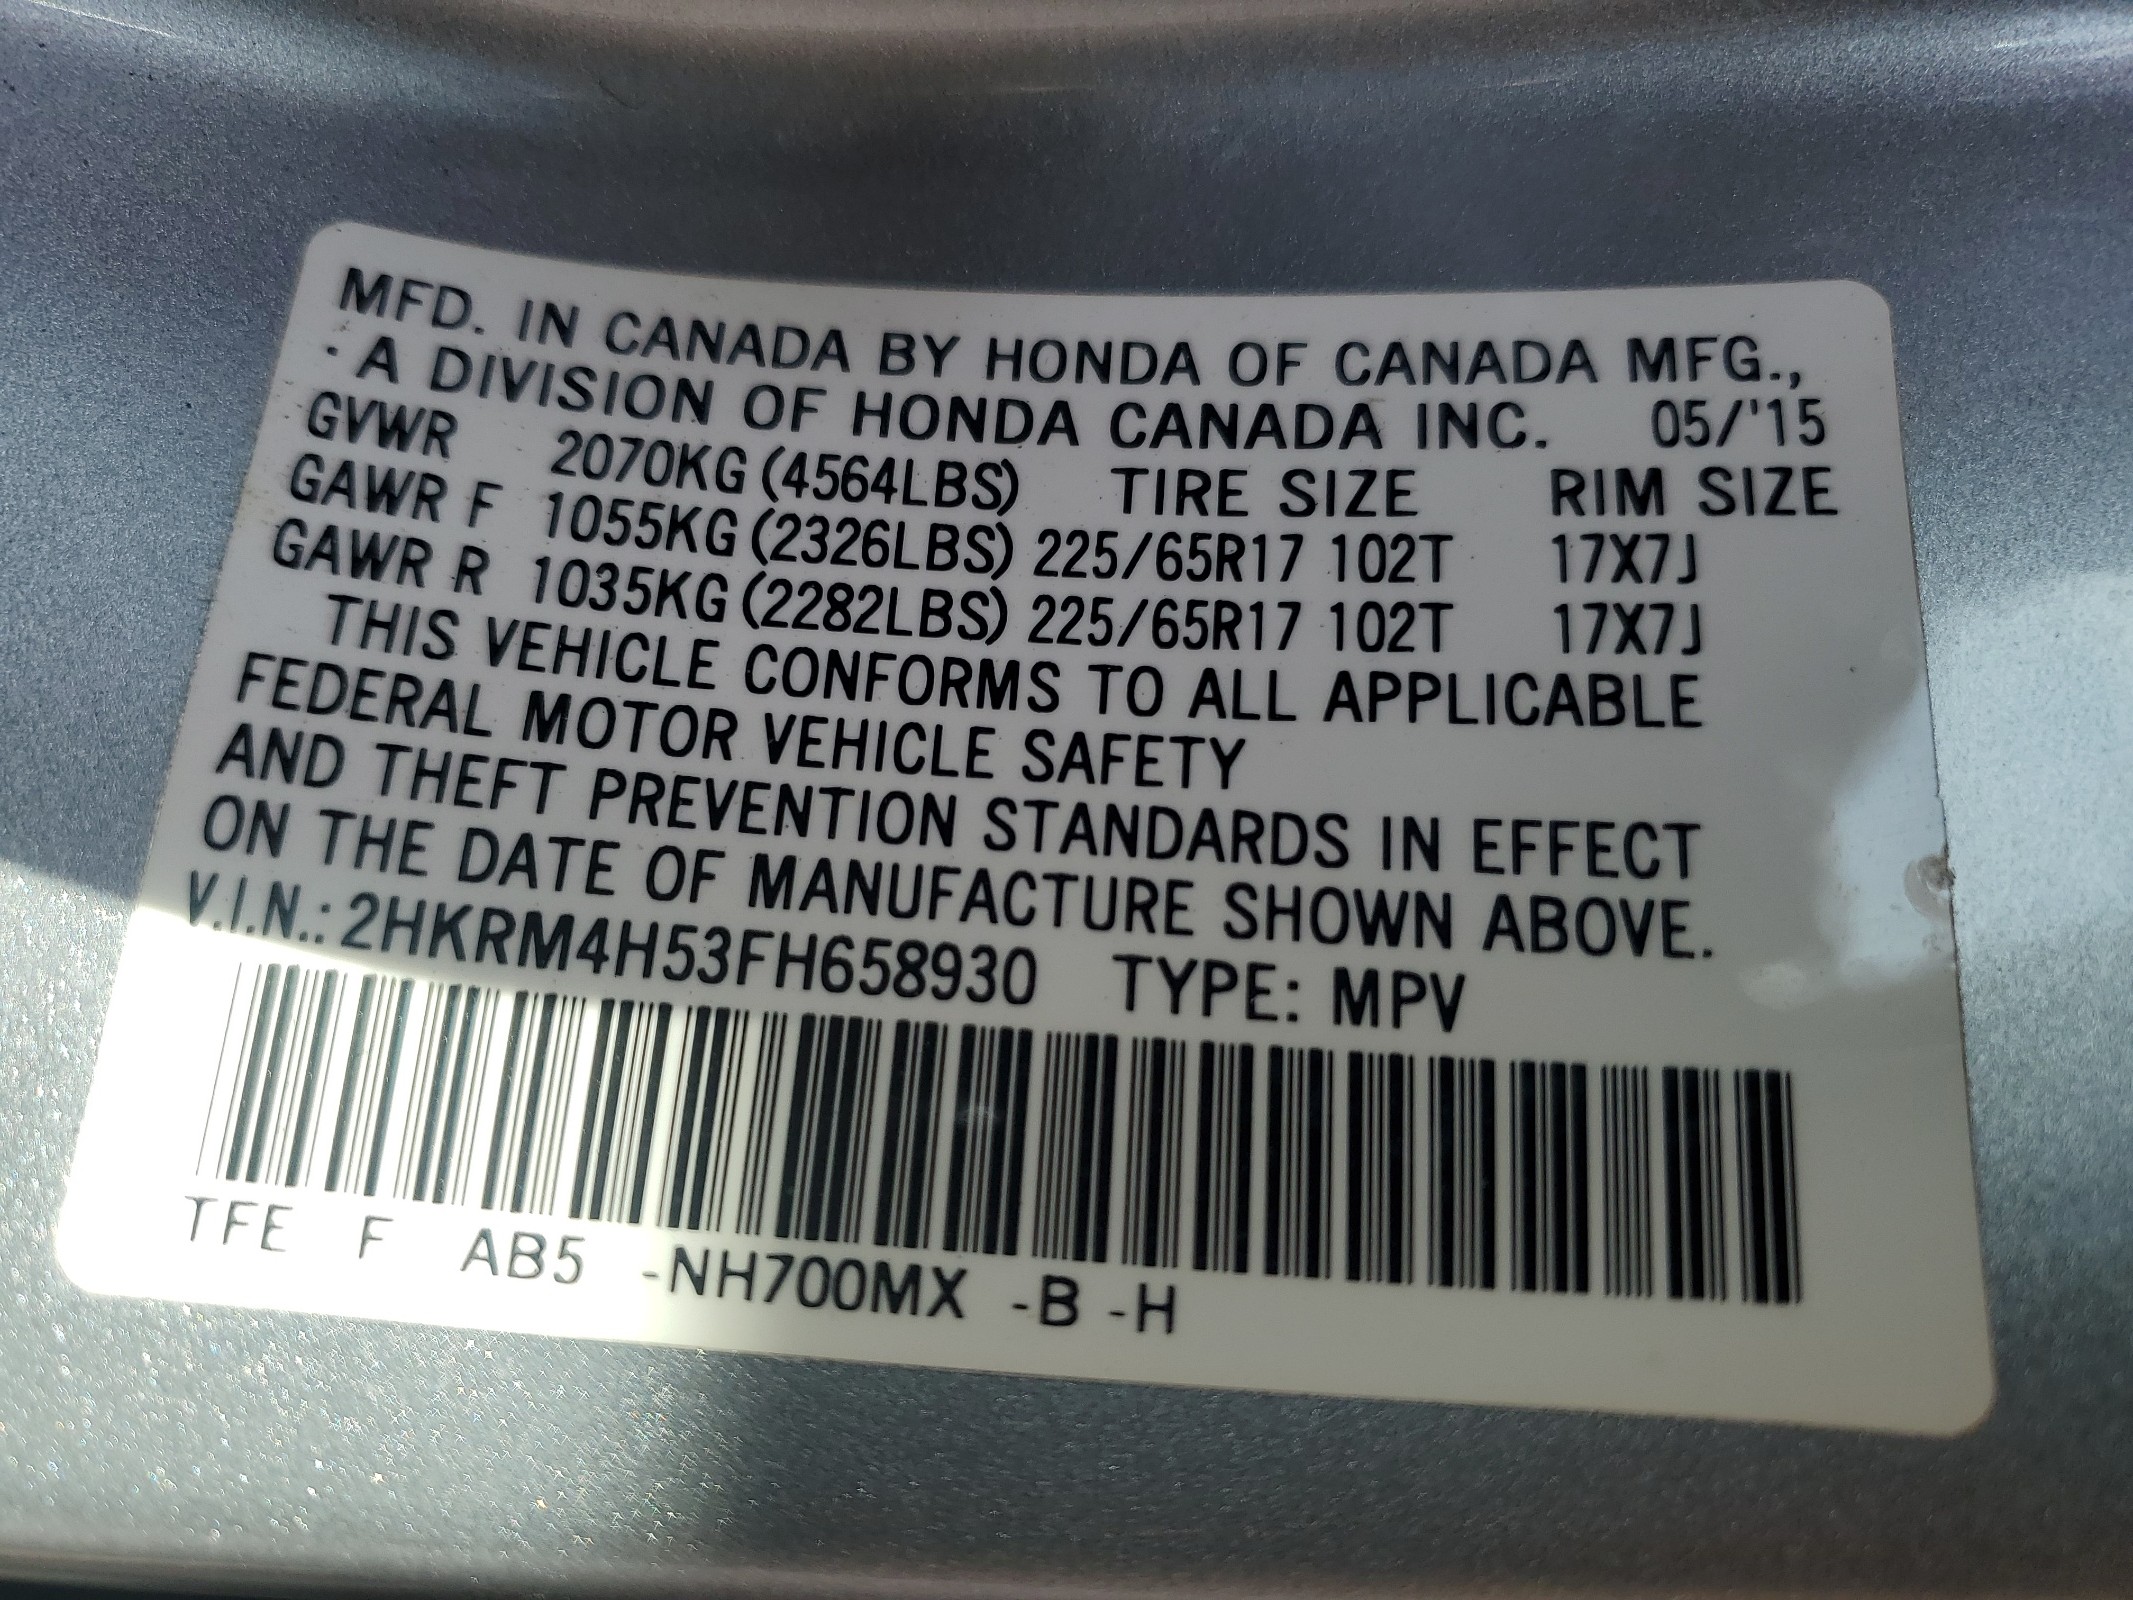 MFD. IN CANADA BY HONDA OF CANADA MFG.,
A DIVISION OF HONDA CANADA INC. 05/'15
GVWR 2070KG (4564LBS) TIRE SIZE RIM SIZE
GAWR F 1055KG (2326LBS) 225/65R17 102T 17X7J
GAWR R 1035KG (2282LBS) 225/65R17 102T 17X7J
THIS VEHICLE CONFORMS TO ALL APPLICABLE
FEDERAL MOTOR VEHICLE SAFETY
AND THEFT PREVENTION STANDARDS IN EFFECT
ON THE DATE OF MANUFACTURE SHOWN ABOVE.
V.I.N.: 2HKRM4H53FH658930 TYPE: MPV
TFE F AB5 -NH700MX -B -H